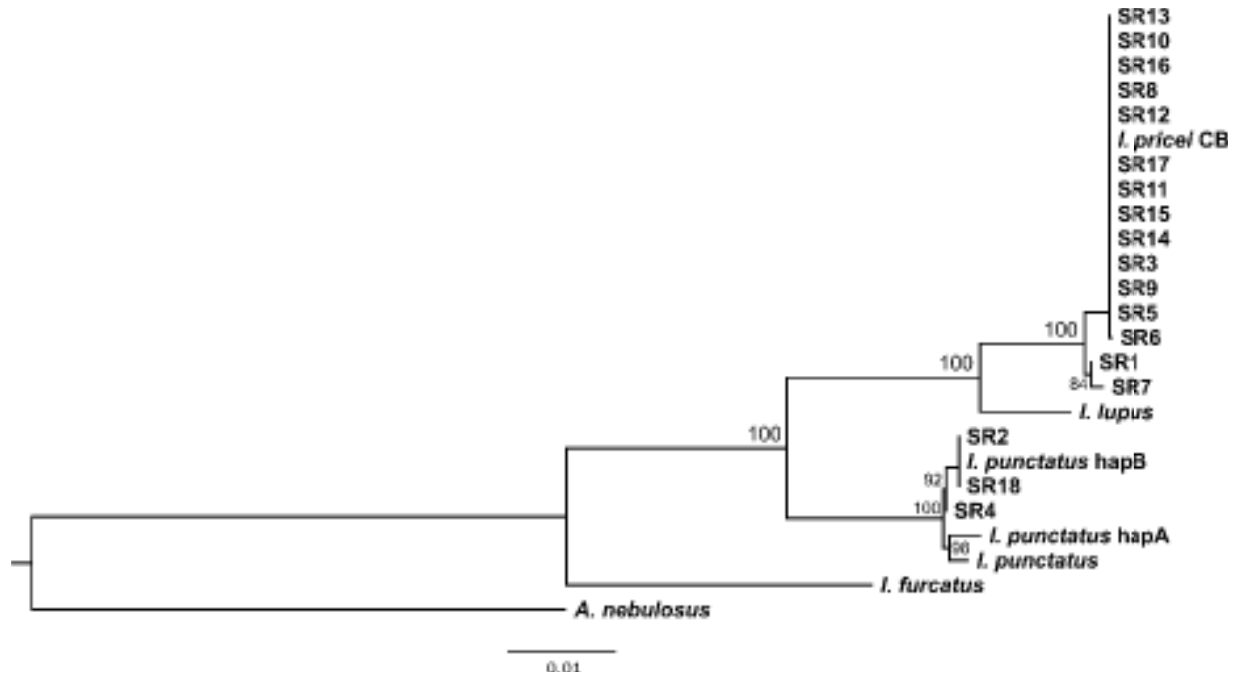 SR13
SR10
SR16
SR8
SR12
I. pricei CB
SR17
SR11
SR15
SR14
SR3
SR9
SR5
100
SR6
100
SR1
84
SR7
I. lupus
100
SR2
I. punctatus hapB
92
SR18
100
SR4
I. punctatus hapA
98
I. punctatus
I. furcatus
A. nebulosus
0.01